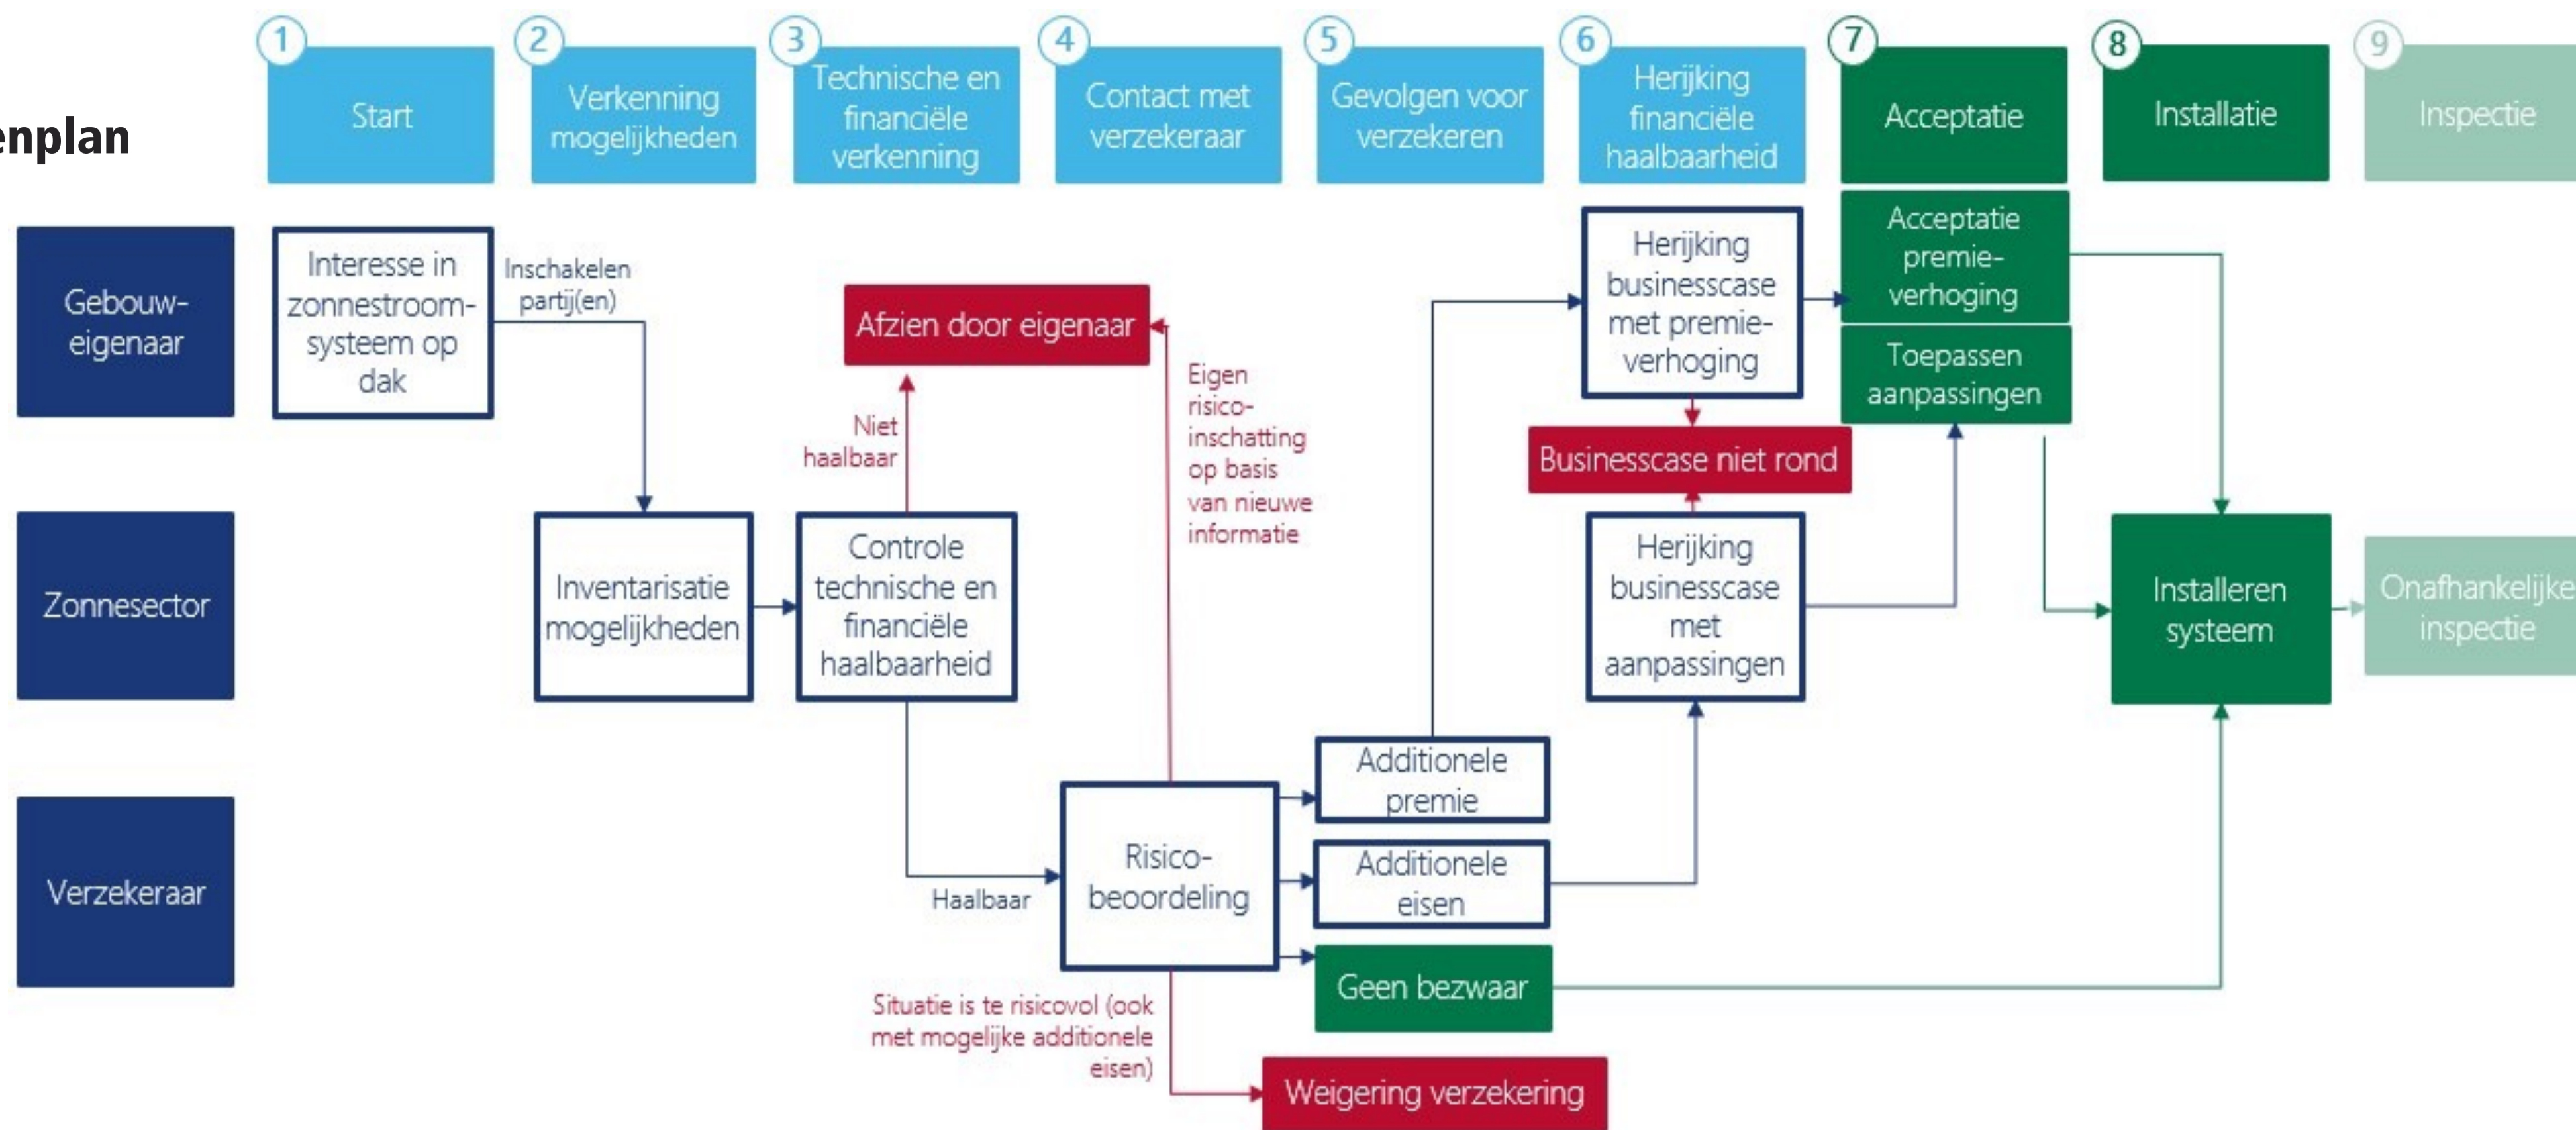 1
2
3
4
5
6
7
8
9
Start
Verkenning
mogelijkheden
Technische en
financiële
verkenning
Contact met
verzekeraar
Gevolgen voor
verzekeren
Herijking
financiële
haalbaarheid
Acceptatie
Installatie
Inspectie
enplan
Gebouw-
eigenaar
Interesse in
zonnestroom-
systeem op
dak
Inschakelen
partij(en)
Afzien door eigenaar
Niet
haalbaar
Eigen
risico-
inschatting
op basis
van nieuwe
informatie
Herijking
businesscase
met premie-
verhoging
Acceptatie
premie-
verhoging
Toepassen
aanpassingen
Businesscase niet rond
Zonnesector
Inventarisatie
mogelijkheden
Controle
technische en
financiële
haalbaarheid
Herijking
businesscase
met
aanpassingen
Installeren
systeem
Onafhankelijke
inspectie
Verzekeraar
Haalbaar
Risico-
beoordeling
Additionele
premie
Additionele
eisen
Geen bezwaar
Situatie is te risicovol (ook
met mogelijke additionele
eisen)
Weigering verzekering